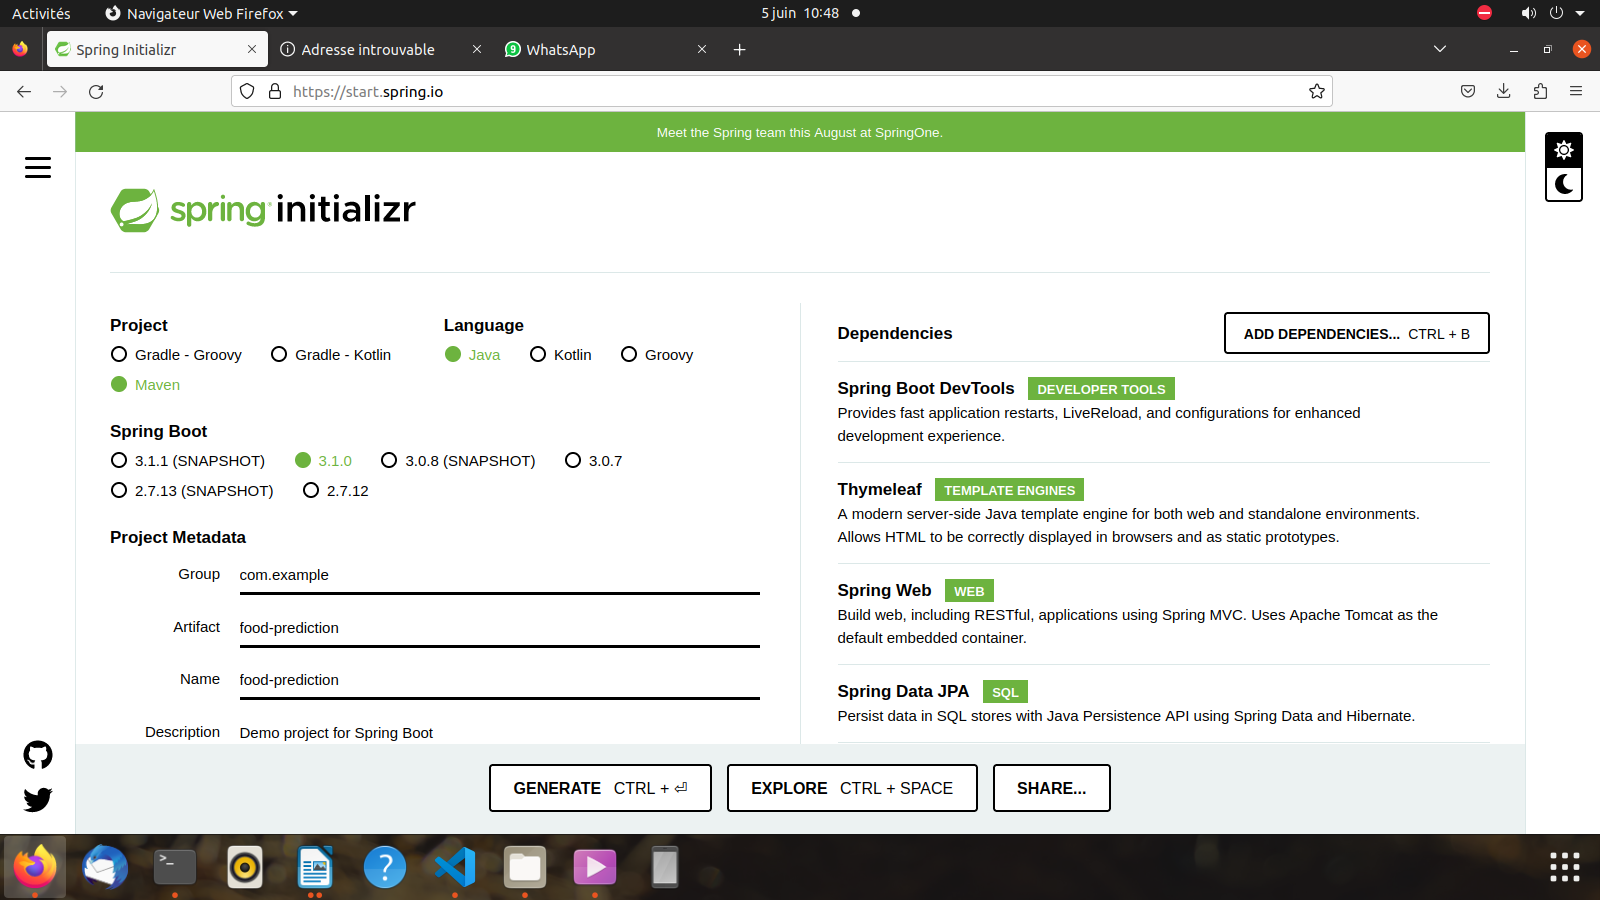 Activités
Navigateur Web Firefox
5 juin 10:48
Spring Initializr
Adresse introuvable
9
WhatsApp
https://start.spring.io
Meet the Spring team this August at SpringOne.
spring initializr
Project
Gradle - Groovy
Gradle - Kotlin
Maven
Language
Java
Kotlin
Groovy
Spring Boot
3.1.1 (SNAPSHOT)
3.1.0
3.0.8 (SNAPSHOT)
3.0.7
2.7.13 (SNAPSHOT)
2.7.12
Project Metadata
Group
com.example
Artifact
food-prediction
Name
food-prediction
Description
Demo project for Spring Boot
Dependencies
ADD DEPENDENCIES... CTRL + B
Spring Boot DevTools DEVELOPER TOOLS
Provides fast application restarts, LiveReload, and configurations for enhanced
development experience.
Thymeleaf TEMPLATE ENGINES
A modern server-side Java template engine for both web and standalone environments.
Allows HTML to be correctly displayed in browsers and as static prototypes.
Spring Web WEB
Build web, including RESTful, applications using Spring MVC. Uses Apache Tomcat as the
default embedded container.
Spring Data JPA SQL
Persist data in SQL stores with Java Persistence API using Spring Data and Hibernate.
GENERATE CTRL + ⏎
EXPLORE CTRL + SPACE
SHARE...